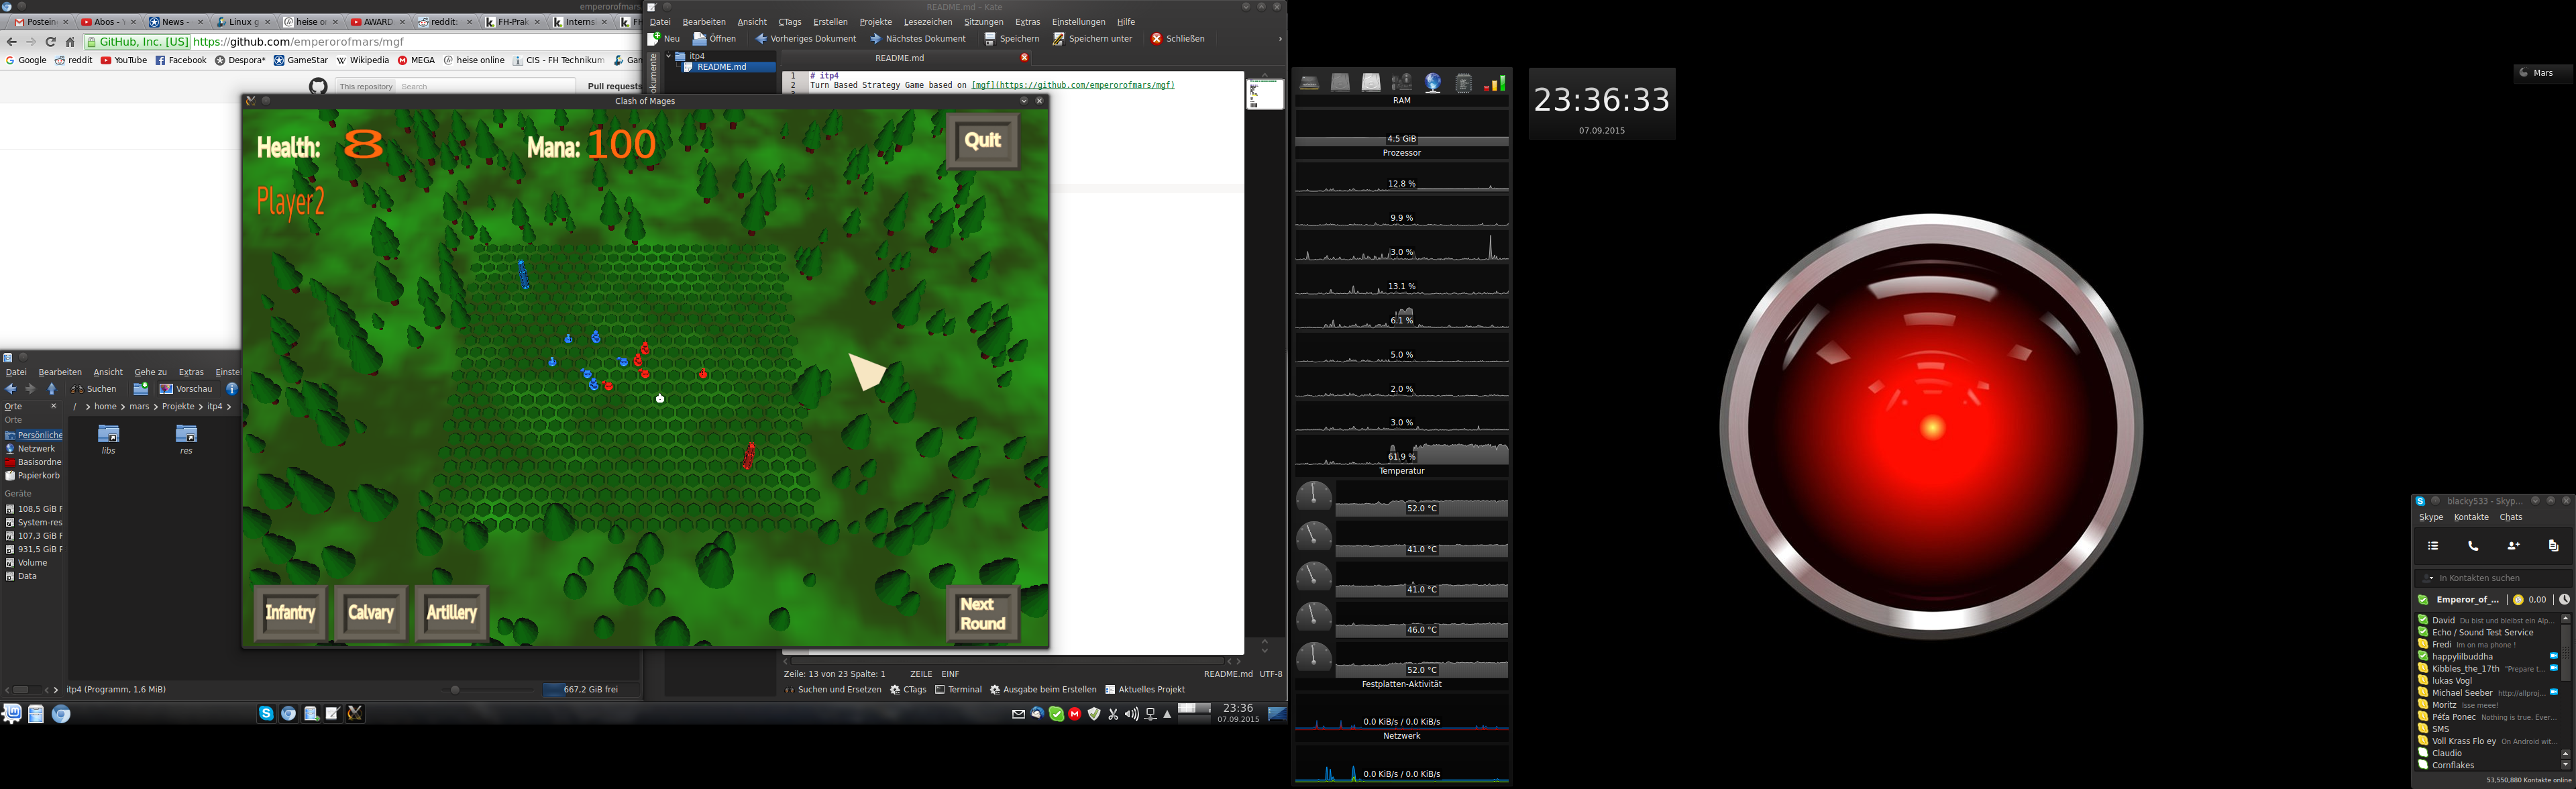 emperorofmars
Postein
Abos -
News -
Linux g
heise or
AWARD
reddit:
FH-Prak
Interns
FH
GitHub, Inc. [US] https://github.com/emperorofmars/mgf
Google reddit YouTube Facebook Despora* GameStar Wikipedia MEGA heise online CIS - FH Technikum Gam
This repository Search Pull requests
README.md - Kate
Datei Bearbeiten Ansicht CTags Erstellen Projekte Lesezeichen Sitzungen Extras Einstellungen Hilfe
Neu Öffnen Vorheriges Dokument Nächstes Dokument Speichern Speichern unter Schließen
Dokumente
itp4
README.md
README.md
1 # itp4
2 Turn Based Strategy Game based on [mgf](https://github.com/emperorofmars/mgf)
Clash of Mages
Health: 8
Mana: 100
Quit
Player2
Infantry
Calvary
Artillery
Next
Round
Datei Bearbeiten Ansicht Gehe zu Extras Einstel
Suchen Vorschau
Orte
/ > home > mars > Projekte > itp4 >
Orte
Persönliche
Netzwerk
Basisordne
Papierkorb
Geräte
108,5 GiB F
System-res
107,3 GiB F
931,5 GiB F
Volume
Data
libs
res
itp4 (Programm, 1,6 MiB)
667,2 GiB frei
Zeile: 13 von 23 Spalte: 1 ZEILE EINF README.md UTF-8
Suchen und Ersetzen CTags Terminal Ausgabe beim Erstellen Aktuelles Projekt
23:36
07.09.2015
RAM
4.5 GiB
Prozessor
12.8 %
9.9 %
3.0 %
13.1 %
6.1 %
5.0 %
2.0 %
3.0 %
61.9 %
Temperatur
52.0 °C
41.0 °C
41.0 °C
46.0 °C
52.0 °C
Festplatten-Aktivität
0.0 KiB/s / 0.0 KiB/s
Netzwerk
0.0 KiB/s / 0.0 KiB/s
23:36:33
07.09.2015
Mars
blacky533 - Skyp...
Skype Kontakte Chats
In Kontakten suchen
Emperor_of_... 0,00
David Du bist und bleibst ein Alp...
Echo / Sound Test Service
Fredi Im on ma phone !
happylilbuddha
Kibbles_the_17th "Prepare t...
lukas Vogl
Michael Seeber http://allproj...
Moritz Isse meee!
Péťa Ponec Nothing is true. Ever...
SMS
Voll Krass Flo ey On Android wit...
Claudio
Cornflakes
53,550,880 Kontakte online